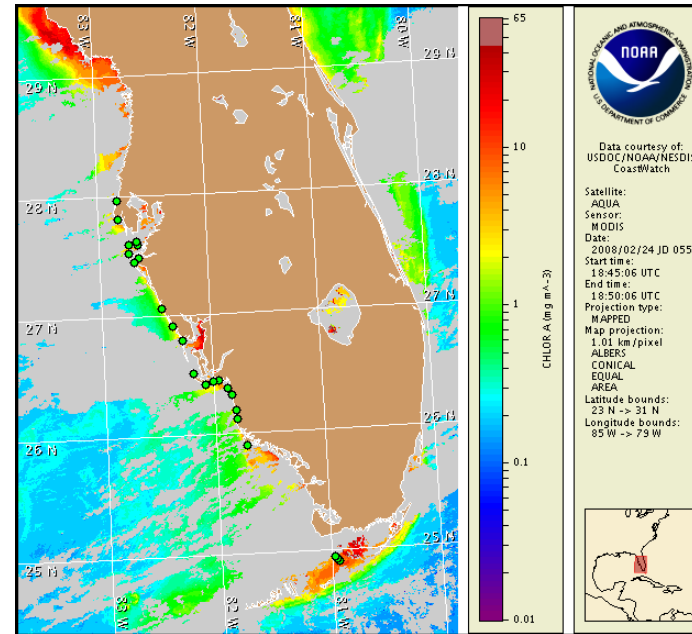 83 W
82 W
81 W
80 W
29 N
29 N
28 N
28 N
27 N
27 N
26 N
26 N
25 N
25 N
83 W
82 W
81 W
65
10
1
0.1
0.01
CHLOR A (mg m^-3)
NATIONAL OCEANIC AND ATMOSPHERIC ADMINISTRATION
NOAA
U.S. DEPARTMENT OF COMMERCE
Data courtesy of:
USDOC/NOAA/NESDIS
CoastWatch
Satellite:
AQUA
Sensor:
MODIS
Date:
2008/02/24 JD 055
Start time:
18:45:06 UTC
End time:
18:50:06 UTC
Projection type:
MAPPED
Map projection:
1.01 km/pixel
ALBERS
CONICAL
EQUAL
AREA
Latitude bounds:
23 N -> 31 N
Longitude bounds:
85 W -> 79 W